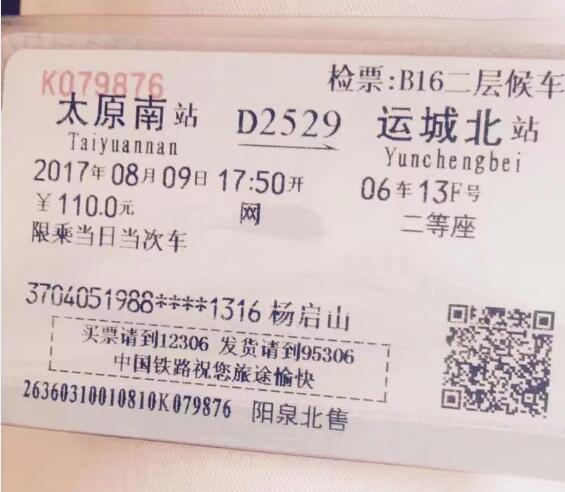 K079876 检票:B16二层候车
太原南站 D2529 运城北站
Taiyuannan Yunchengbei
2017年08月09日17:50开 06车13F号
￥110.0元 网 二等座
限乘当日当次车
3704051988****1316 杨启山
买票请到12306 发货请到95306
中国铁路祝您旅途愉快
26360310010810K079876 阳泉北售